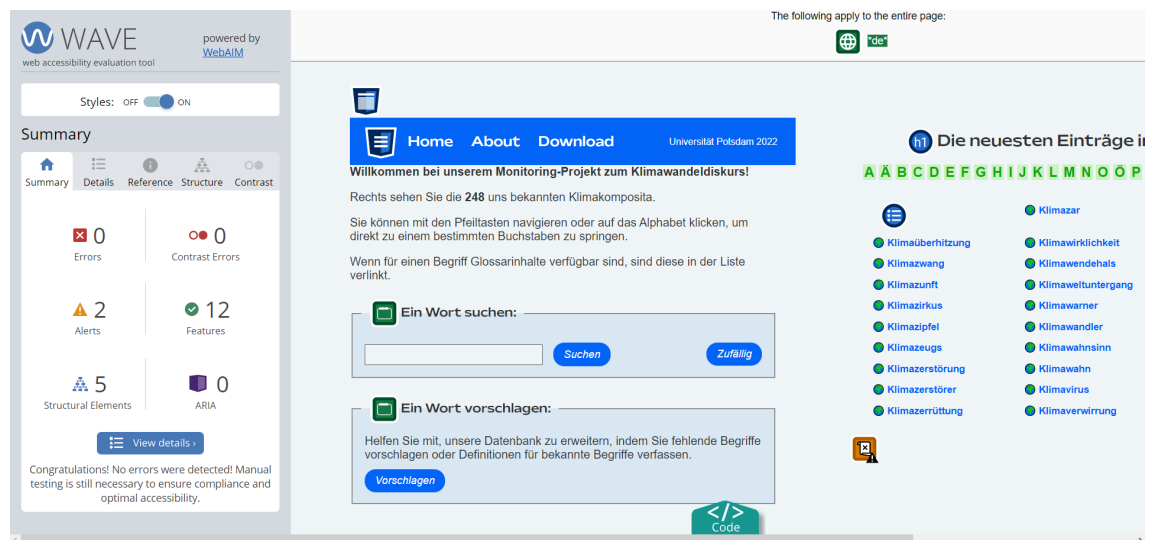 WAVE
powered by
WebAIM
web accessibility evaluation tool
Styles: OFF ON
Summary
Summary Details Reference Structure Contrast
0
Errors
0
Contrast Errors
2
Alerts
12
Features
5
Structural Elements
0
ARIA
View details ›
Congratulations! No errors were detected! Manual
testing is still necessary to ensure compliance and
optimal accessibility.
The following apply to the entire page:
"de"
Home About Download Universität Potsdam 2022
Willkommen bei unserem Monitoring-Projekt zum Klimawandeldiskurs!
Rechts sehen Sie die 248 uns bekannten Klimakomposita.
Sie können mit den Pfeiltasten navigieren oder auf das Alphabet klicken, um
direkt zu einem bestimmten Buchstaben zu springen.
Wenn für einen Begriff Glossarinhalte verfügbar sind, sind diese in der Liste
verlinkt.
Ein Wort suchen:
Suchen Zufällig
Ein Wort vorschlagen:
Helfen Sie mit, unsere Datenbank zu erweitern, indem Sie fehlende Begriffe
vorschlagen oder Definitionen für bekannte Begriffe verfassen.
Vorschlagen
</>
Code
h1 Die neuesten Einträge i
A Ä B C D E F G H I J K L M N O Ö P
Klimaüberhitzung
Klimazwang
Klimazunft
Klimazirkus
Klimazipfel
Klimazeugs
Klimazerstörung
Klimazerstörer
Klimazerrüttung
Klimazar
Klimawirklichkeit
Klimawendehals
Klimaweltuntergang
Klimawarner
Klimawandler
Klimawahnsinn
Klimawahn
Klimavirus
Klimaverwirrung